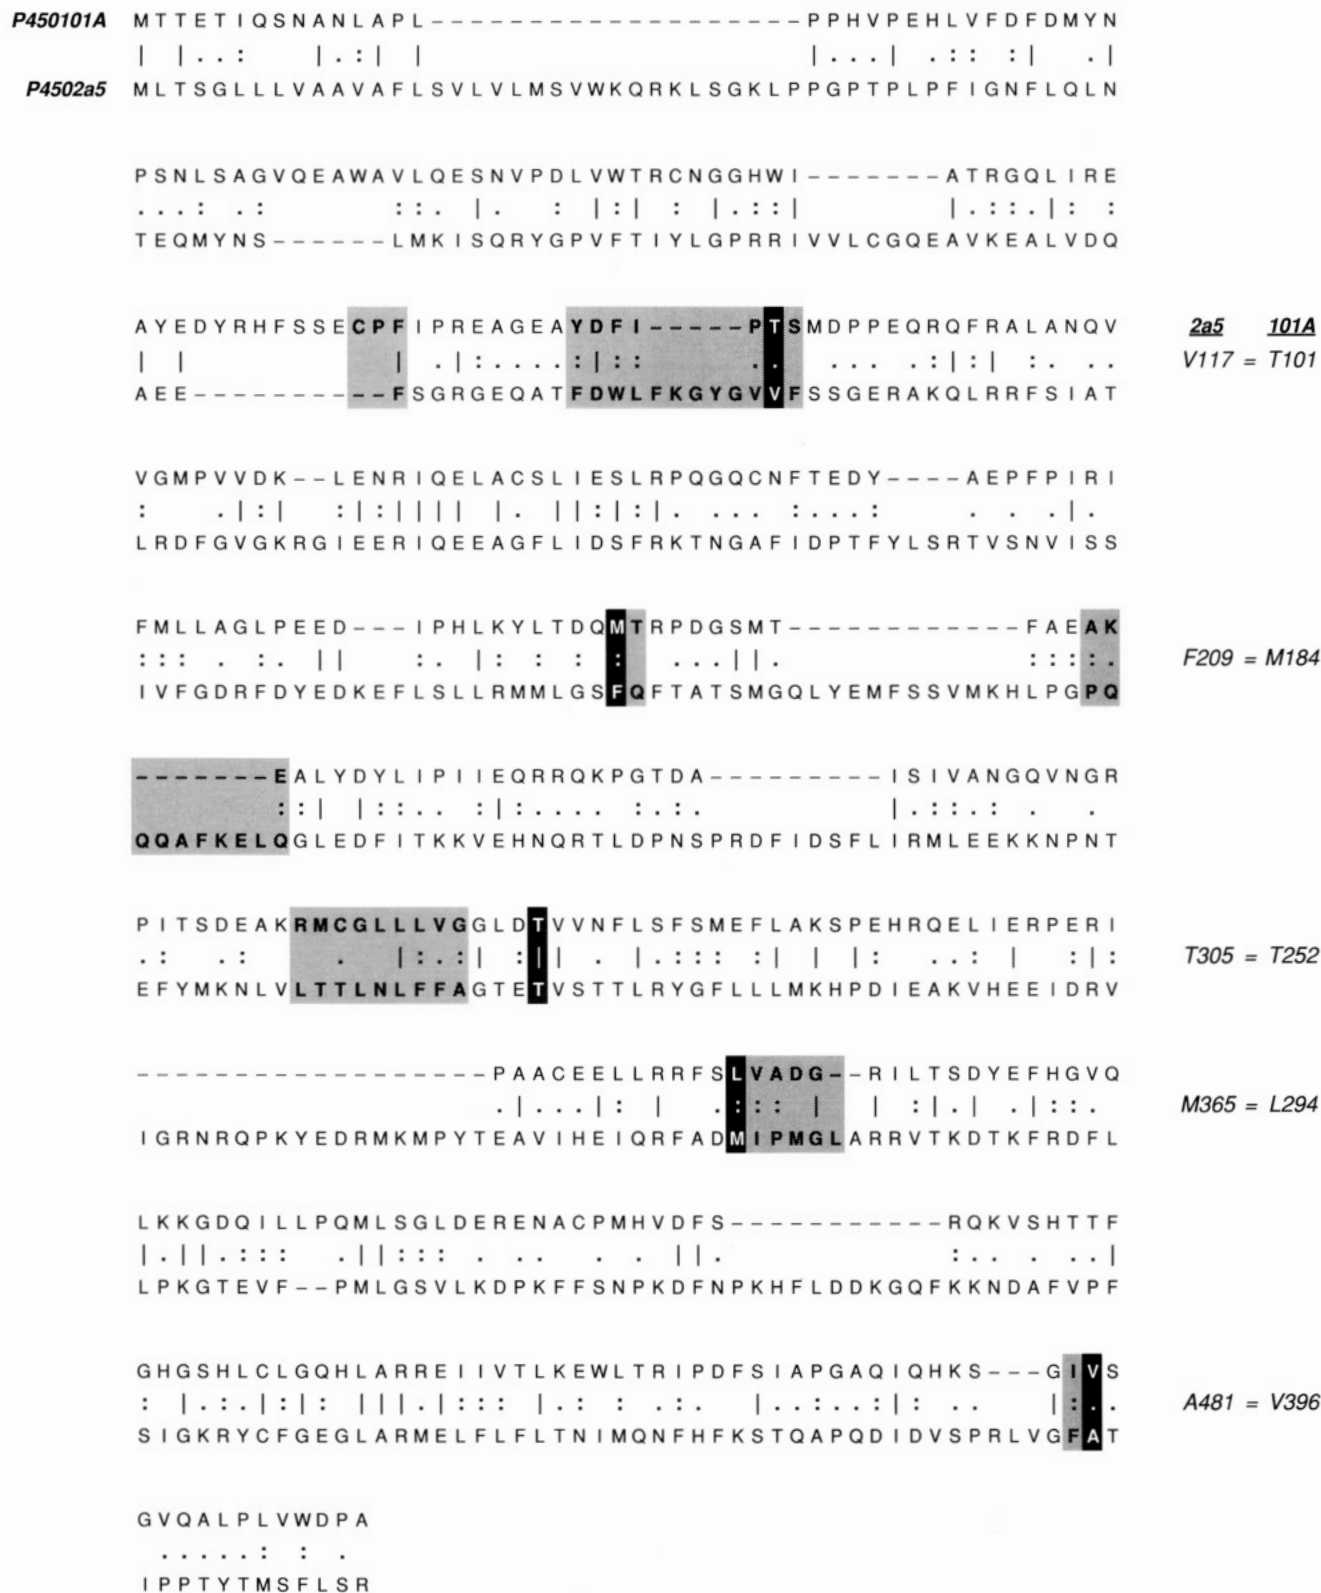 P450101A MTTETIQSNANLAPL--------------------PPHVPEHLVFDFDMYN
| |..: |.:| | |...| .:: :| .|
P4502a5 MLTSGLLLVAAVAFLSVLVLMSVWKQRKLSGKLPPGPTPLPFIGNFLQLN
PSNLSAGVQEAWAVLQESNVPDLVWTRCNGGHWI-------ATRGQLIRE
...: .: ::. |. : |:| : |.::| |.::.|: :
TEQMYNS------LMKISQRYGPVFTIYLGPRRIVVLCGQEAVKEALVDQ
AYEDYRHFSSECPFIPREAGEAYDFI-----PTSMDPPEQRQFRALANQV
2a5 101A
| | | .|:....:|:: .. ... .:|:| :. ..
V117 = T101
AEE----------FSGRGEQATFDWLFKGYGVVFSSGERAKQLRRFSIAT
VGMPVVDK--LENRIQELACSLIESLRPQGQCNFTEDY----AEPFPIRI
: .|:| :|:|||| |. ||:|:|. ... :...: . . .|.
LRDFGVGKRGIEERIQEEAGFLIDSFRKTNGAFIDPTFYLSRTVSNVISS
FMLLAGLPEED---IPHLKYLTDQMTRPDGSMT------------FAEAK
::: . :. || :. |: : : : ...||. ::::.
F209 = M184
IVFGDRFDYEDKEFLSLLRMMLGSFQFTATSMGQLYEMFSSVMKHLPGPQ
-------EALYDYLIPIIEQRRQKPGTDA---------ISIVANGQVNGR
::| |::.. :|:.... :.:. |.::.: . .
QQAFKELQGLEDFITKKVEHNQRTLDPNSPRDFIDSFLIRMLEEKKNPNT
PITSDEAKRMCGLLLLVGGLDTVVNFLSFSMEFLAKSPEHRQELIERPERI
.: .: . |:.:| :|| . |.::: :| | |: ..: | :|:
T305 = T252
EFYMKNLVLTTLNLFFAGTETVSTTLRYGFLLLMKHPDIEAKVHEEIDRV
------------------PAACEELLRRFSLVADG--RILTSDYEFHGVQ
.|...|: | .::: | | :|.| .|::.
M365 = L294
IGRNRQPKYEDRMKMPYTEAVIHEIQRFADMIPMGLARRVTKDTKFRDFL
LKKGDQILLPQMLSGLDERENACPMHVDFS-----------RQKVSHTTF
|.||.::: .||::: . .. . . ||. :.. . ..|
LPKGTEVF--PMLGSVLKDPKFFSNPKDFNPKHFLDDKGQFKKNDAFVPF
GHGSHLCLGQHLARREIIVTLKEWLTRIPDFSIAPGAQIQHKS---GIVS
: |.:.|:|: |||.|::: |.: : .:. |..:..:|: .. |:..
A481 = V396
SIGKRYCFGEGLARMELFLFLTNIMQNFHFKSTQAPQDIDVSPRLVGFAT
GVQALPLVWDPA
.....: : .
IPPTYTMSFLSR